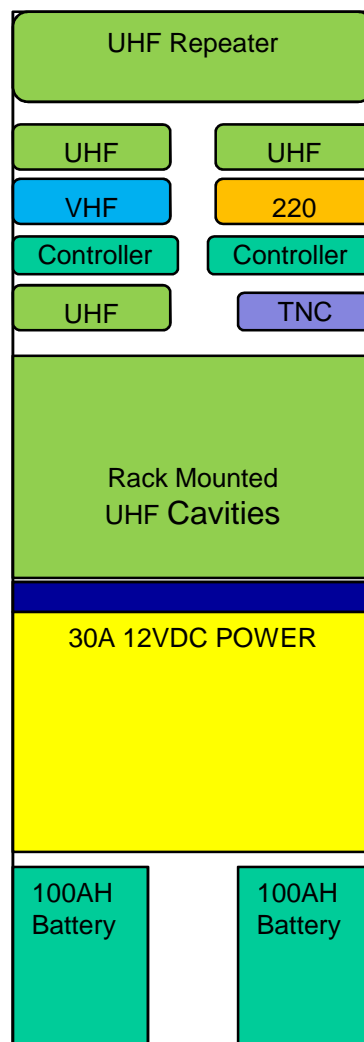 UHF Repeater
UHF
UHF
VHF
220
Controller
Controller
UHF
TNC
Rack Mounted
UHF Cavities
30A 12VDC POWER
100AH
Battery
100AH
Battery